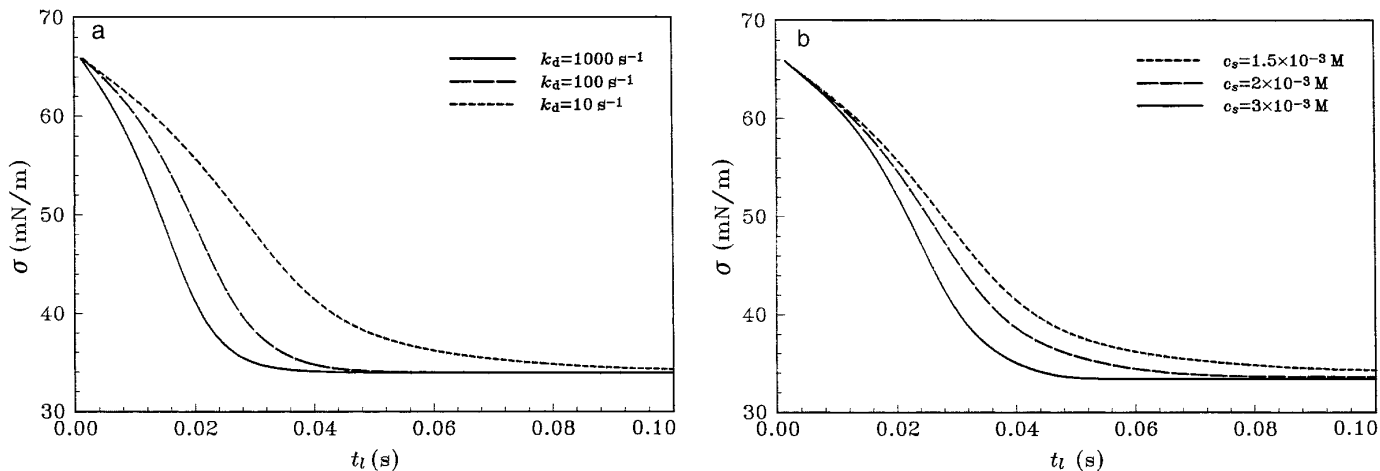 a
k_d=1000 s⁻¹
k_d=100 s⁻¹
k_d=10 s⁻¹
70
60
50
40
30
σ (mN/m)
0.00 0.02 0.04 0.06 0.08 0.10
t_l (s)
b
c_s=1.5×10⁻³ M
c_s=2×10⁻³ M
c_s=3×10⁻³ M
70
60
50
40
30
σ (mN/m)
0.00 0.02 0.04 0.06 0.08 0.10
t_l (s)